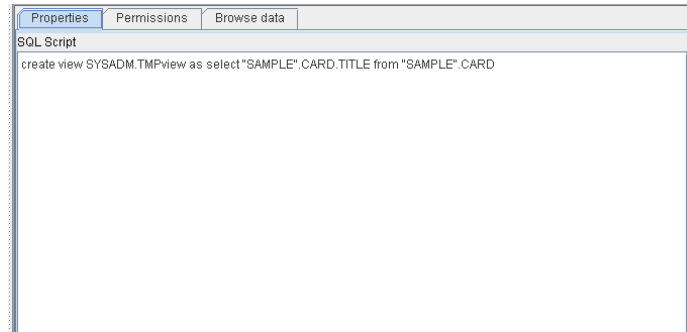 Properties Permissions Browse data
SQL Script
create view SYSADM.TMPview as select "SAMPLE".CARD.TITLE from "SAMPLE".CARD